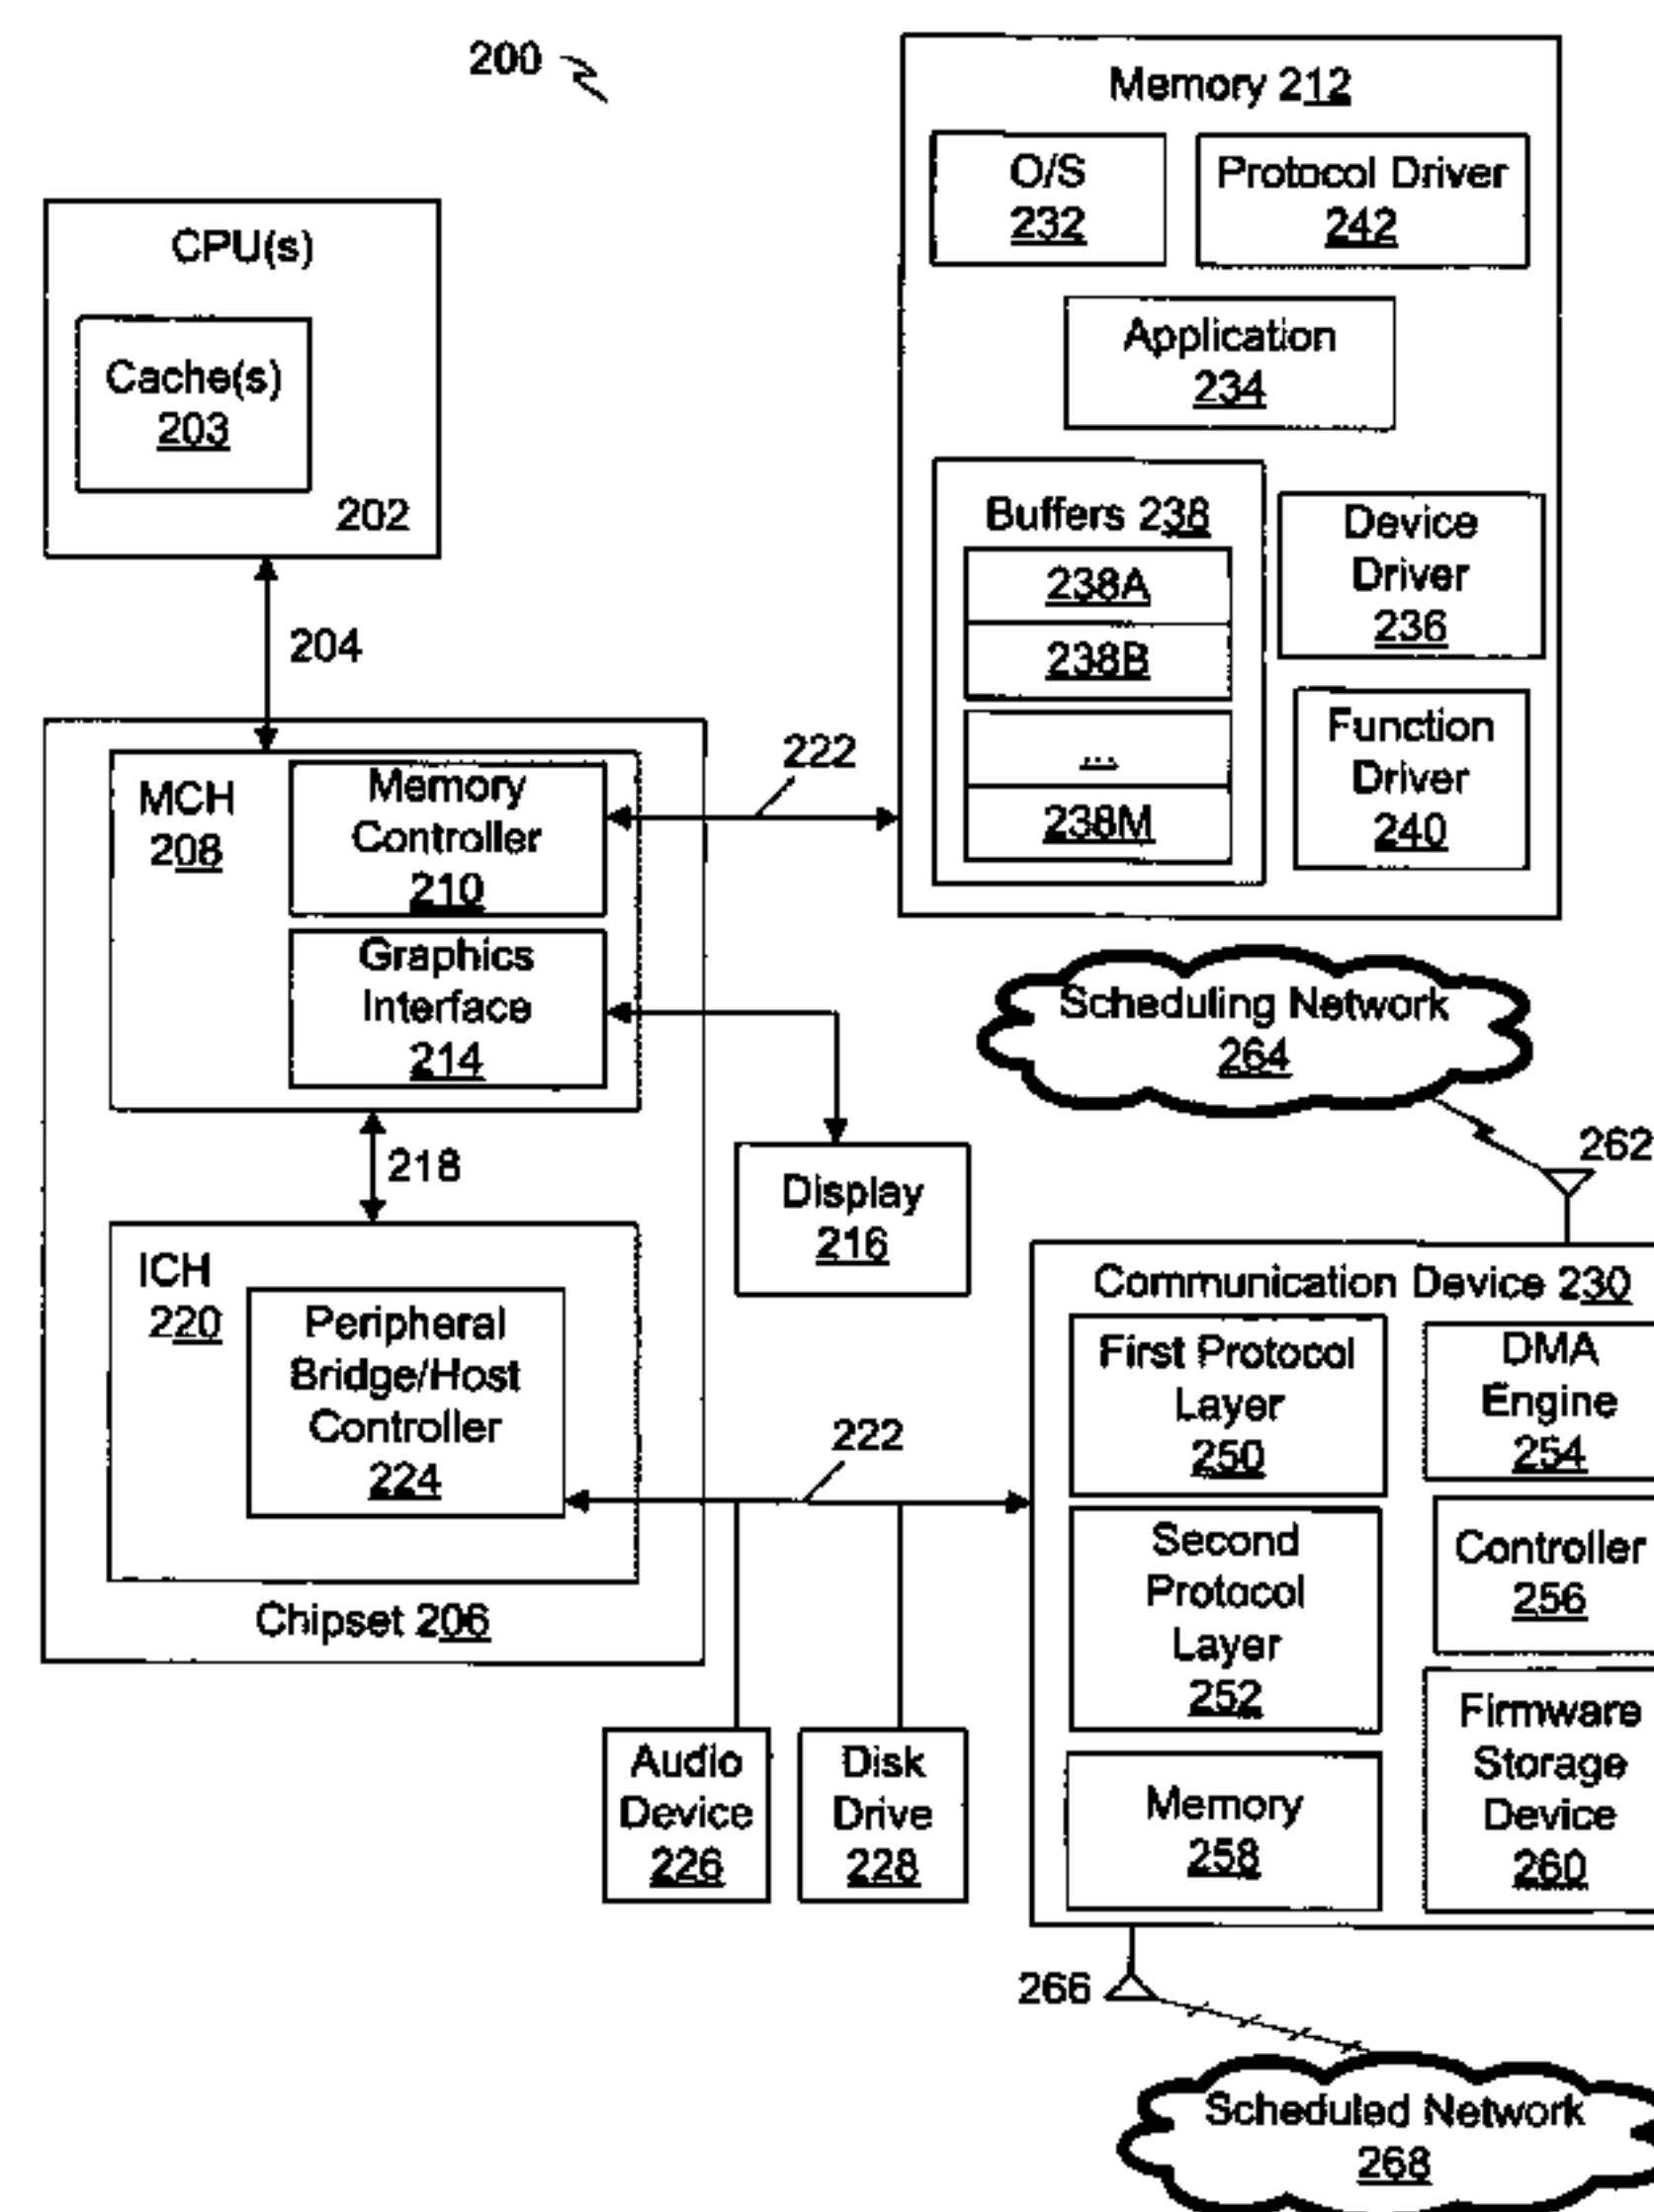 200
Memory 212
O/S
232
Protocol Driver
242
Application
234
Buffers 238
238A
238B
...
238M
Device
Driver
236
Function
Driver
240
CPU(s)
Cache(s)
203
202
204
MCH
208
Memory
Controller
210
Graphics
Interface
214
222
218
Display
216
ICH
220
Peripheral
Bridge/Host
Controller
224
Chipset 206
222
Audio
Device
226
Disk
Drive
228
Scheduling Network
264
262
Communication Device 230
First Protocol
Layer
250
Second
Protocol
Layer
252
Memory
258
DMA
Engine
254
Controller
256
Firmware
Storage
Device
260
266
Scheduled Network
268